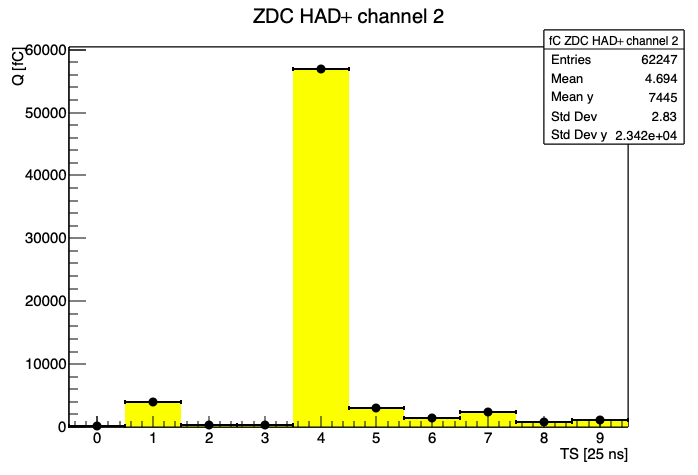 ZDC HAD+ channel 2
fC ZDC HAD+ channel 2
Entries 62247
Mean 4.694
Mean y 7445
Std Dev 2.83
Std Dev y 2.342e+04
Q [fC]
60000
50000
40000
30000
20000
10000
0
0 1 2 3 4 5 6 7 8 9
TS [25 ns]